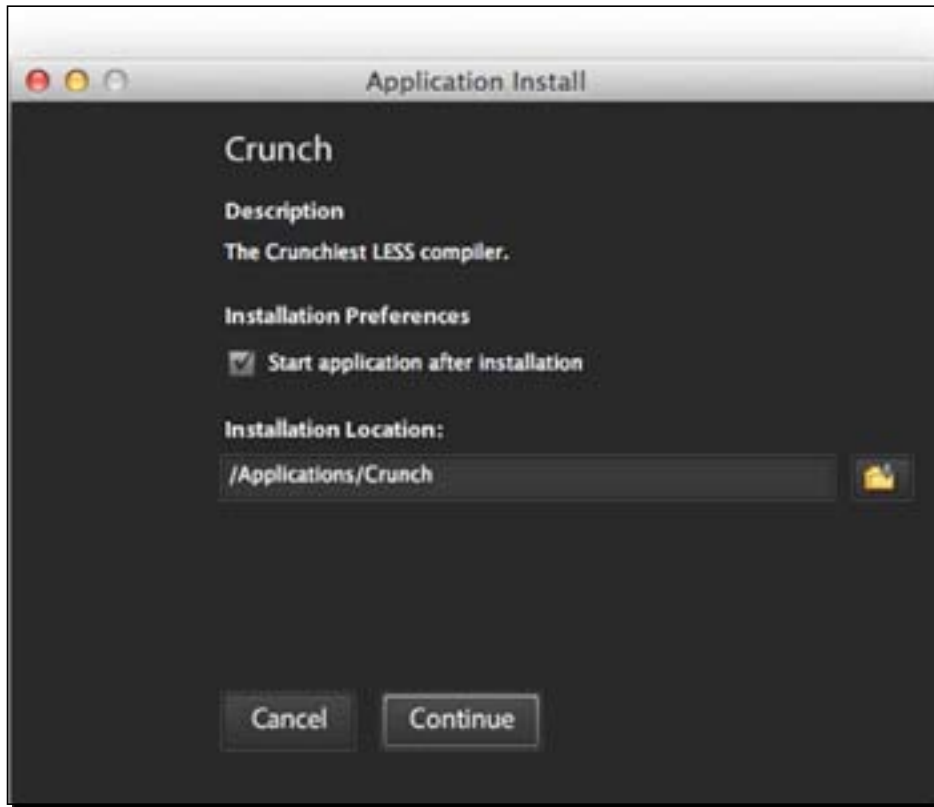 Application Install
Crunch
Description
The Crunchiest LESS compiler.
Installation Preferences
Start application after installation
Installation Location:
/Applications/Crunch
Cancel
Continue